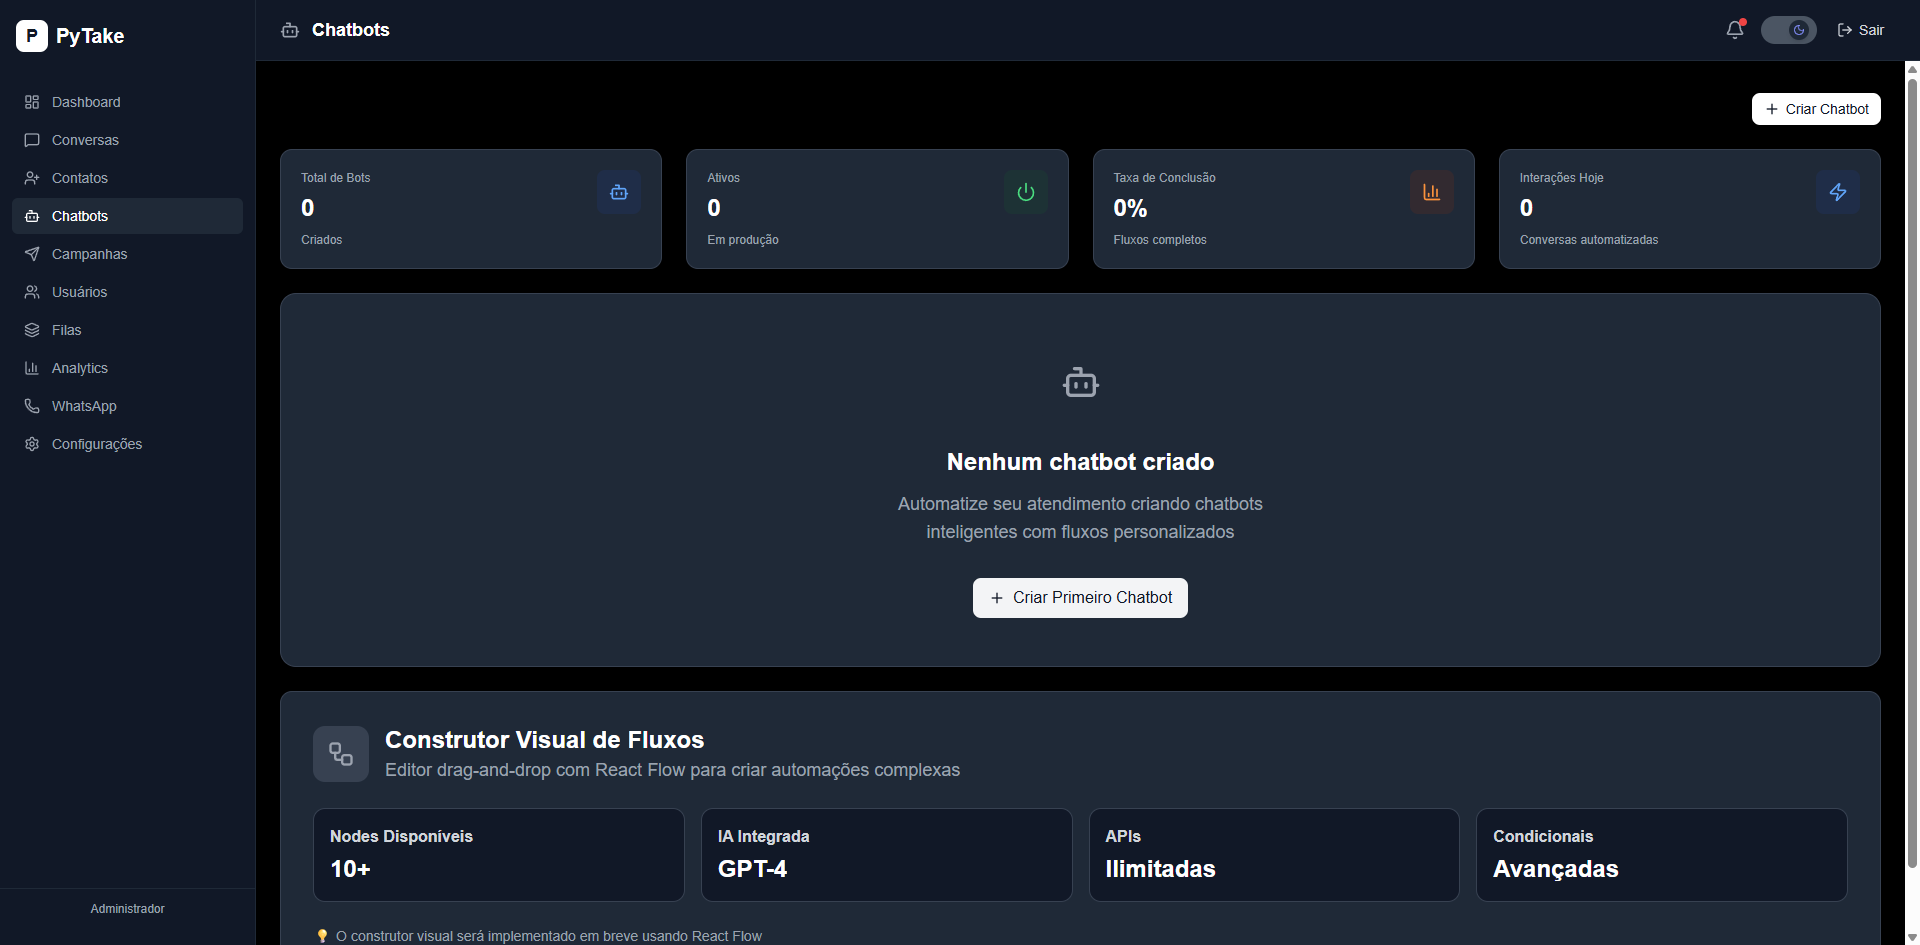 P PyTake
Dashboard
Conversas
Contatos
Chatbots
Campanhas
Usuários
Filas
Analytics
WhatsApp
Configurações
Administrador
Chatbots
Sair
Criar Chatbot
Total de Bots
0
Criados
Ativos
0
Em produção
Taxa de Conclusão
0%
Fluxos completos
Interações Hoje
0
Conversas automatizadas
Nenhum chatbot criado
Automatize seu atendimento criando chatbots
inteligentes com fluxos personalizados
Criar Primeiro Chatbot
Construtor Visual de Fluxos
Editor drag-and-drop com React Flow para criar automações complexas
Nodes Disponíveis
10+
IA Integrada
GPT-4
APIs
Ilimitadas
Condicionais
Avançadas
💡 O construtor visual será implementado em breve usando React Flow